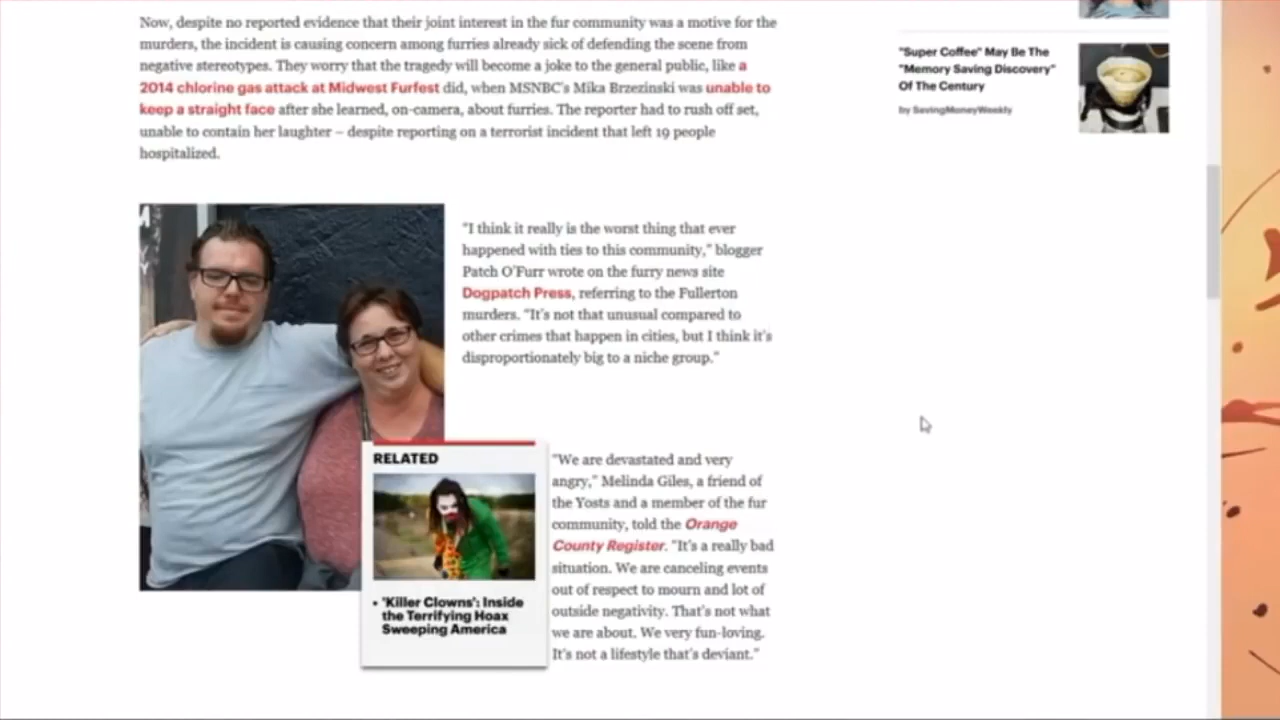 Now, despite no reported evidence that their joint interest in the fur community was a motive for the
murders, the incident is causing concern among furries already sick of defending the scene from
negative stereotypes. They worry that the tragedy will become a joke to the general public, like a
2014 chlorine gas attack at Midwest Furfest did, when MSNBC's Mika Brzezinski was unable to
keep a straight face after she learned, on-camera, about furries. The reporter had to rush off set,
unable to contain her laughter – despite reporting on a terrorist incident that left 19 people
hospitalized.
"Super Coffee" May Be The
"Memory Saving Discovery"
Of The Century
by SavingMoneyWeekly
"I think it really is the worst thing that ever
happened with ties to this community," blogger
Patch O'Furr wrote on the furry news site
Dogpatch Press, referring to the Fullerton
murders. "It's not that unusual compared to
other crimes that happen in cities, but I think it's
disproportionately big to a niche group."
RELATED
• 'Killer Clowns': Inside
the Terrifying Hoax
Sweeping America
"We are devastated and very
angry," Melinda Giles, a friend of
the Yosts and a member of the fur
community, told the Orange
County Register. "It's a really bad
situation. We are canceling events
out of respect to mourn and lot of
outside negativity. That's not what
we are about. We very fun-loving.
It's not a lifestyle that's deviant."